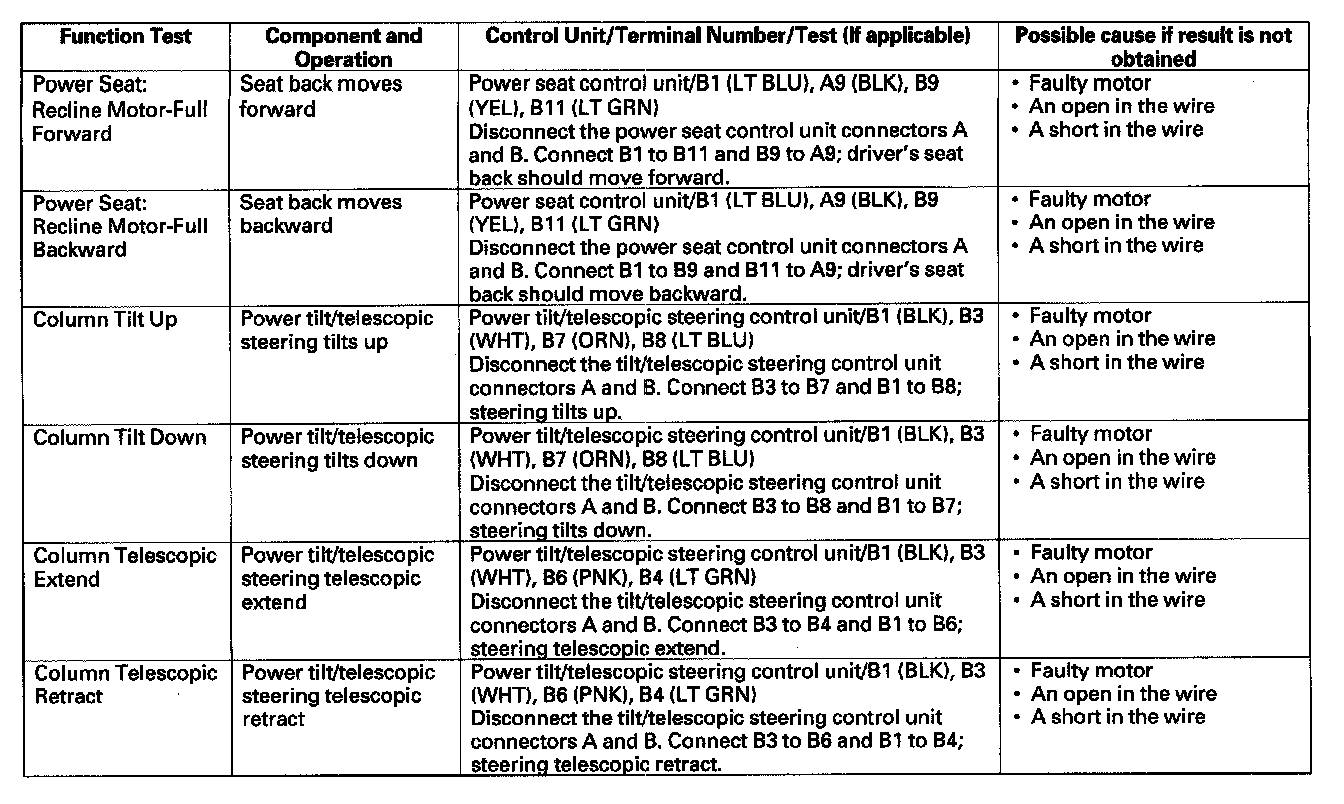 Function Test
Component and
Operation
Control Unit/Terminal Number/Test (If applicable)
Possible cause if result is not
obtained
Power Seat:
Recline Motor-Full
Forward
Seat back moves
forward
Power seat control unit/B1 (LT BLU), A9 (BLK), B9
(YEL), B11 (LT GRN)
Disconnect the power seat control unit connectors A
and B. Connect B1 to B11 and B9 to A9; driver's seat
back should move forward.
• Faulty motor
• An open in the wire
• A short in the wire
Power Seat:
Recline Motor-Full
Backward
Seat back moves
backward
Power seat control unit/B1 (LT BLU), A9 (BLK), B9
(YEL), B11 (LT GRN)
Disconnect the power seat control unit connectors A
and B. Connect B1 to B9 and B11 to A9; driver's seat
back should move backward.
• Faulty motor
• An open in the wire
• A short in the wire
Column Tilt Up
Power tilt/telescopic
steering tilts up
Power tilt/telescopic steering control unit/B1 (BLK), B3
(WHT), B7 (ORN), B8 (LT BLU)
Disconnect the tilt/telescopic steering control unit
connectors A and B. Connect B3 to B7 and B1 to B8;
steering tilts up.
• Faulty motor
• An open in the wire
• A short in the wire
Column Tilt Down
Power tilt/telescopic
steering tilts down
Power tilt/telescopic steering control unit/B1 (BLK), B3
(WHT), B7 (ORN), B8 (LT BLU)
Disconnect the tilt/telescopic steering control unit
connectors A and B. Connect B3 to B8 and B1 to B7;
steering tilts down.
• Faulty motor
• An open in the wire
• A short in the wire
Column Telescopic
Extend
Power tilt/telescopic
steering telescopic
extend
Power tilt/telescopic steering control unit/B1 (BLK), B3
(WHT), B6 (PNK), B4 (LT GRN)
Disconnect the tilt/telescopic steering control unit
connectors A and B. Connect B3 to B4 and B1 to B6;
steering telescopic extend.
• Faulty motor
• An open in the wire
• A short in the wire
Column Telescopic
Retract
Power tilt/telescopic
steering telescopic
retract
Power tilt/telescopic steering control unit/B1 (BLK), B3
(WHT), B6 (PNK), B4 (LT GRN)
Disconnect the tilt/telescopic steering control unit
connectors A and B. Connect B3 to B6 and B1 to B4;
steering telescopic retract.
• Faulty motor
• An open in the wire
• A short in the wire